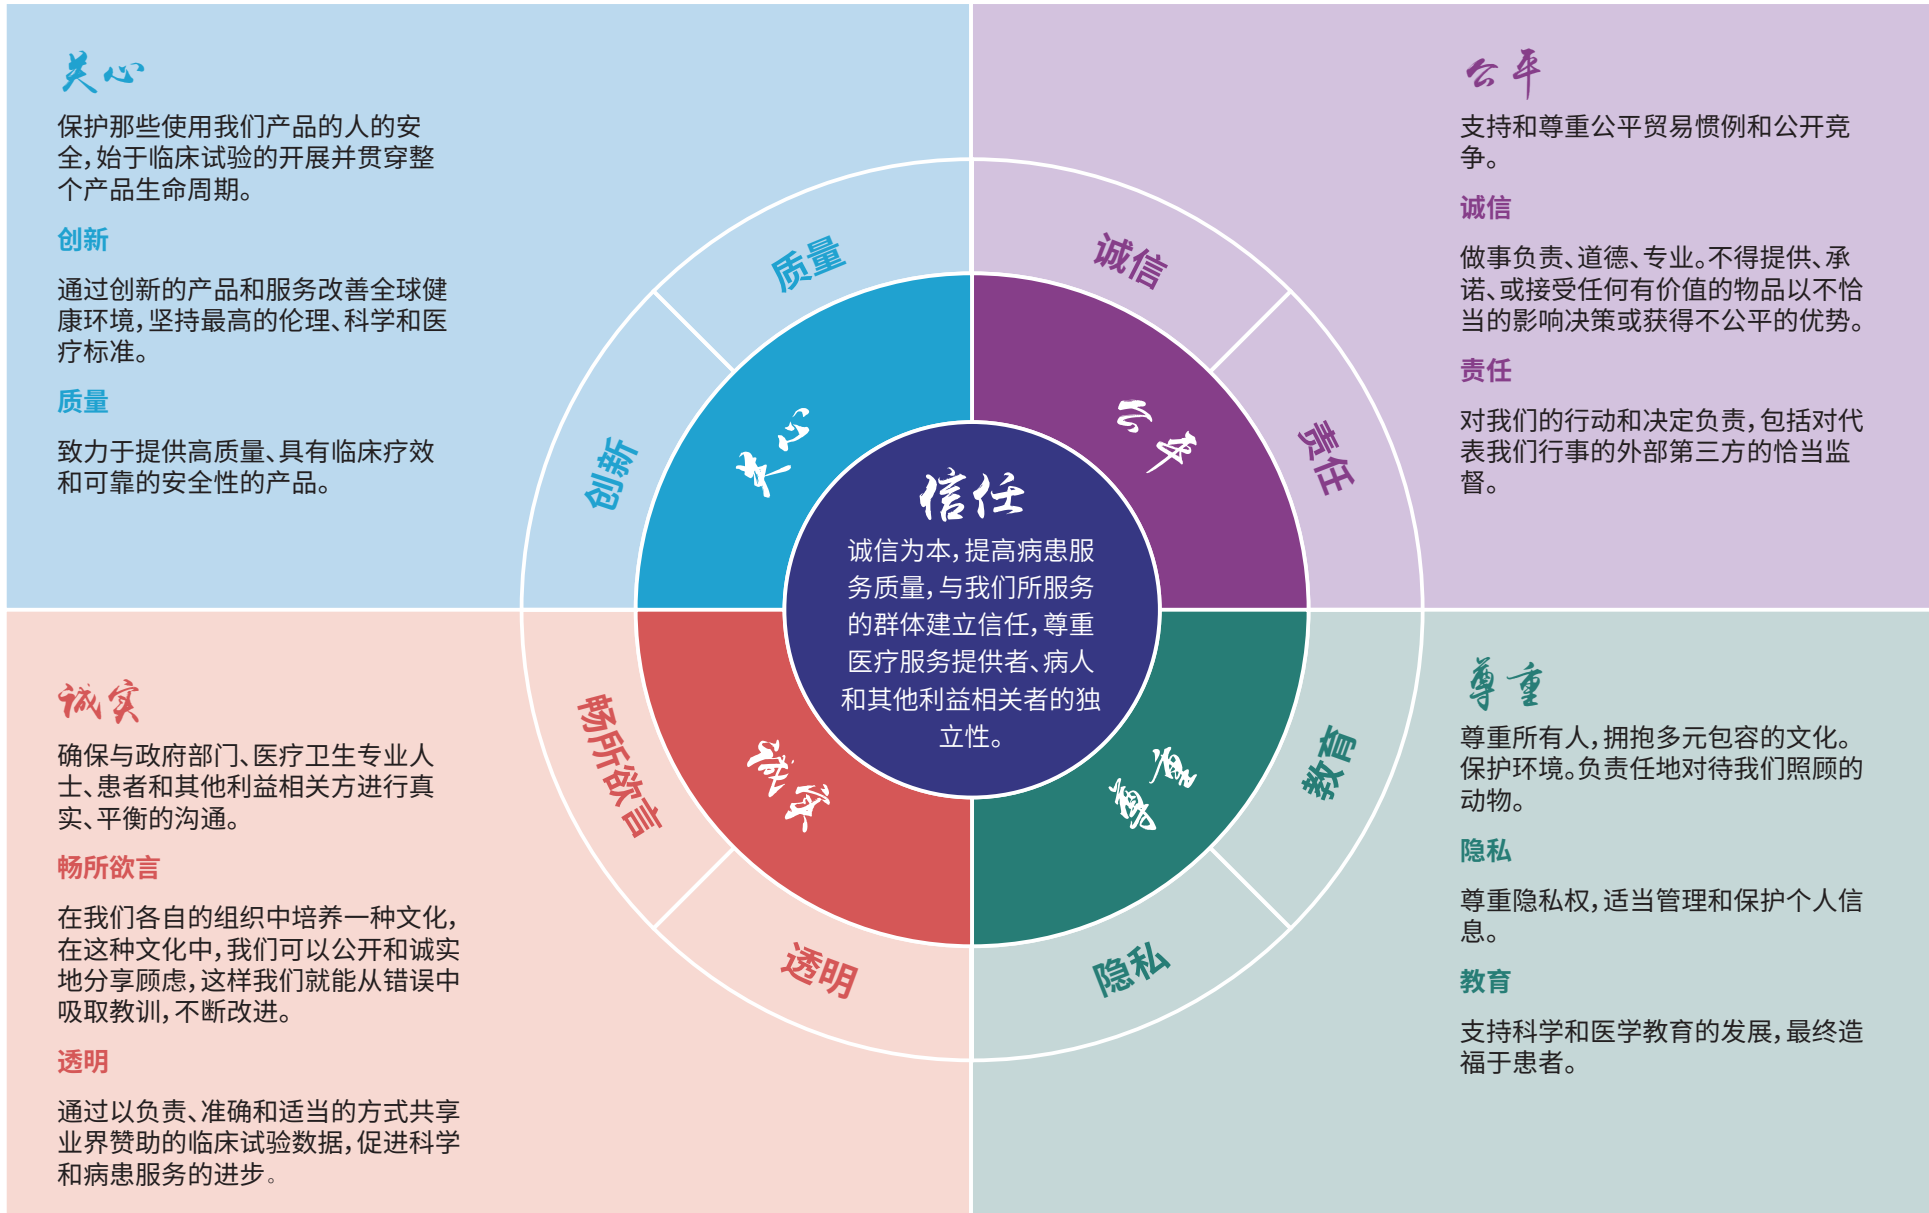 关心
保护那些使用我们产品的人的安
全，始于临床试验的开展并贯穿整
个产品生命周期。
创新
通过创新的产品和服务改善全球健
康环境，坚持最高的伦理、科学和医
疗标准。
质量
致力于提供高质量、具有临床疗效
和可靠的安全性的产品。
公平
支持和尊重公平贸易惯例和公开竞
争。
诚信
做事负责、道德、专业。不得提供、承
诺、或接受任何有价值的物品以不恰
当的影响决策或获得不公平的优势。
责任
对我们的行动和决定负责，包括对代
表我们行事的外部第三方的恰当监
督。
质量
诚信
创新
责任
关心
公平
信任
诚信为本，提高病患服
务质量，与我们所服务
的群体建立信任，尊重
医疗服务提供者、病人
和其他利益相关者的独
立性。
诚实
尊重
畅所欲言
教育
透明
隐私
诚实
确保与政府部门、医疗卫生专业人
士、患者和其他利益相关方进行真
实、平衡的沟通。
畅所欲言
在我们各自的组织中培养一种文化，
在这种文化中，我们可以公开和诚实
地分享顾虑，这样我们就能从错误中
吸取教训，不断改进。
透明
通过以负责、准确和适当的方式共享
业界赞助的临床试验数据，促进科学
和病患服务的进步。
尊重
尊重所有人，拥抱多元包容的文化。
保护环境。负责任地对待我们照顾的
动物。
隐私
尊重隐私权，适当管理和保护个人信
息。
教育
支持科学和医学教育的发展，最终造
福于患者。